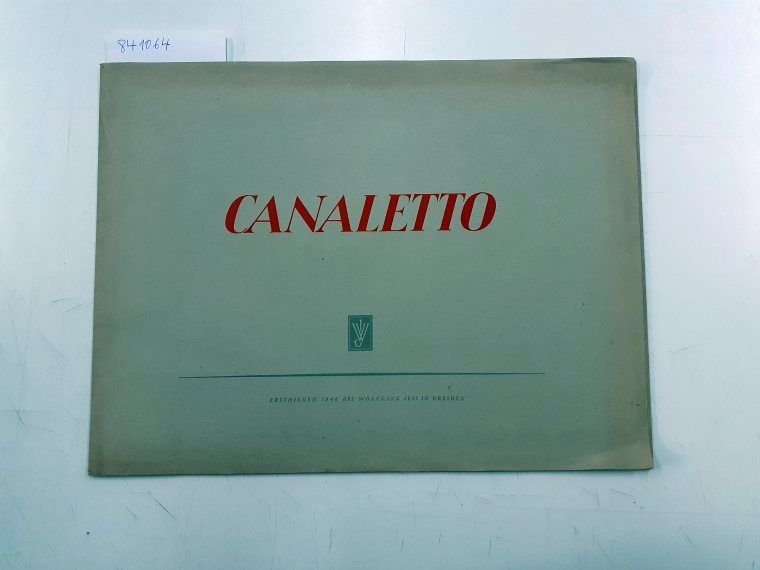 841064
CANALETTO
ERSCHIENEN 1946 BEI WOLFGANG JESS IN DRESDEN